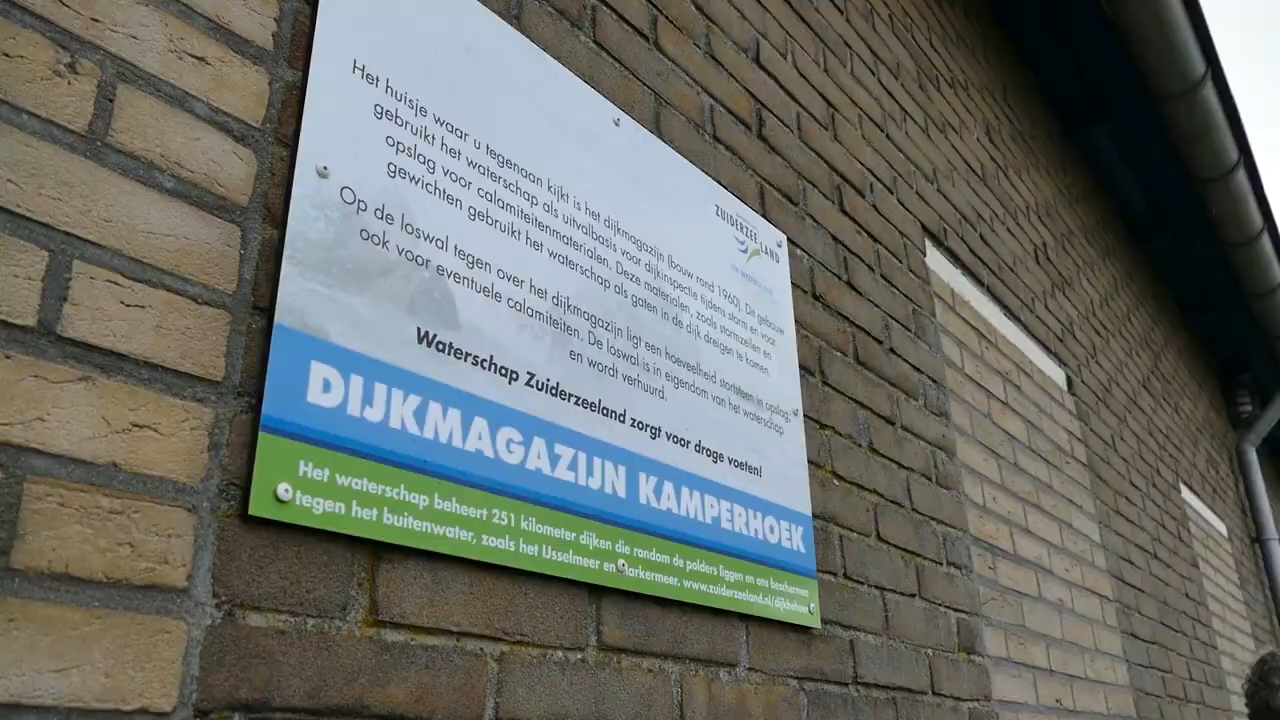 ZUIDERZEELAND
Het huisje waar u tegenaan kijkt is het dijkmagazijn (bouw rond 1960). Dit gebouw
gebruikt het waterschap als uitvalbasis voor dijkinspectie tijdens storm en voor
opslag voor calamiteitenmaterialen. Deze materialen, zoals stormzeilen en
gewichten gebruikt het waterschap als gaten in de dijk dreigen te komen.
Op de loswal tegen over het dijkmagazijn ligt een hoeveelheid stortsteen in opslag,
ook voor eventuele calamiteiten. De loswal is in eigendom van het waterschap
en wordt verhuurd.
Waterschap Zuiderzeeland zorgt voor droge voeten!
DIJKMAGAZIJN KAMPERHOEK
Het waterschap beheert 251 kilometer dijken die random de polders liggen en ons beschermen
tegen het buitenwater, zoals het IJsselmeer en Markermeer. www.zuiderzeeland.nl/dijkbeheer